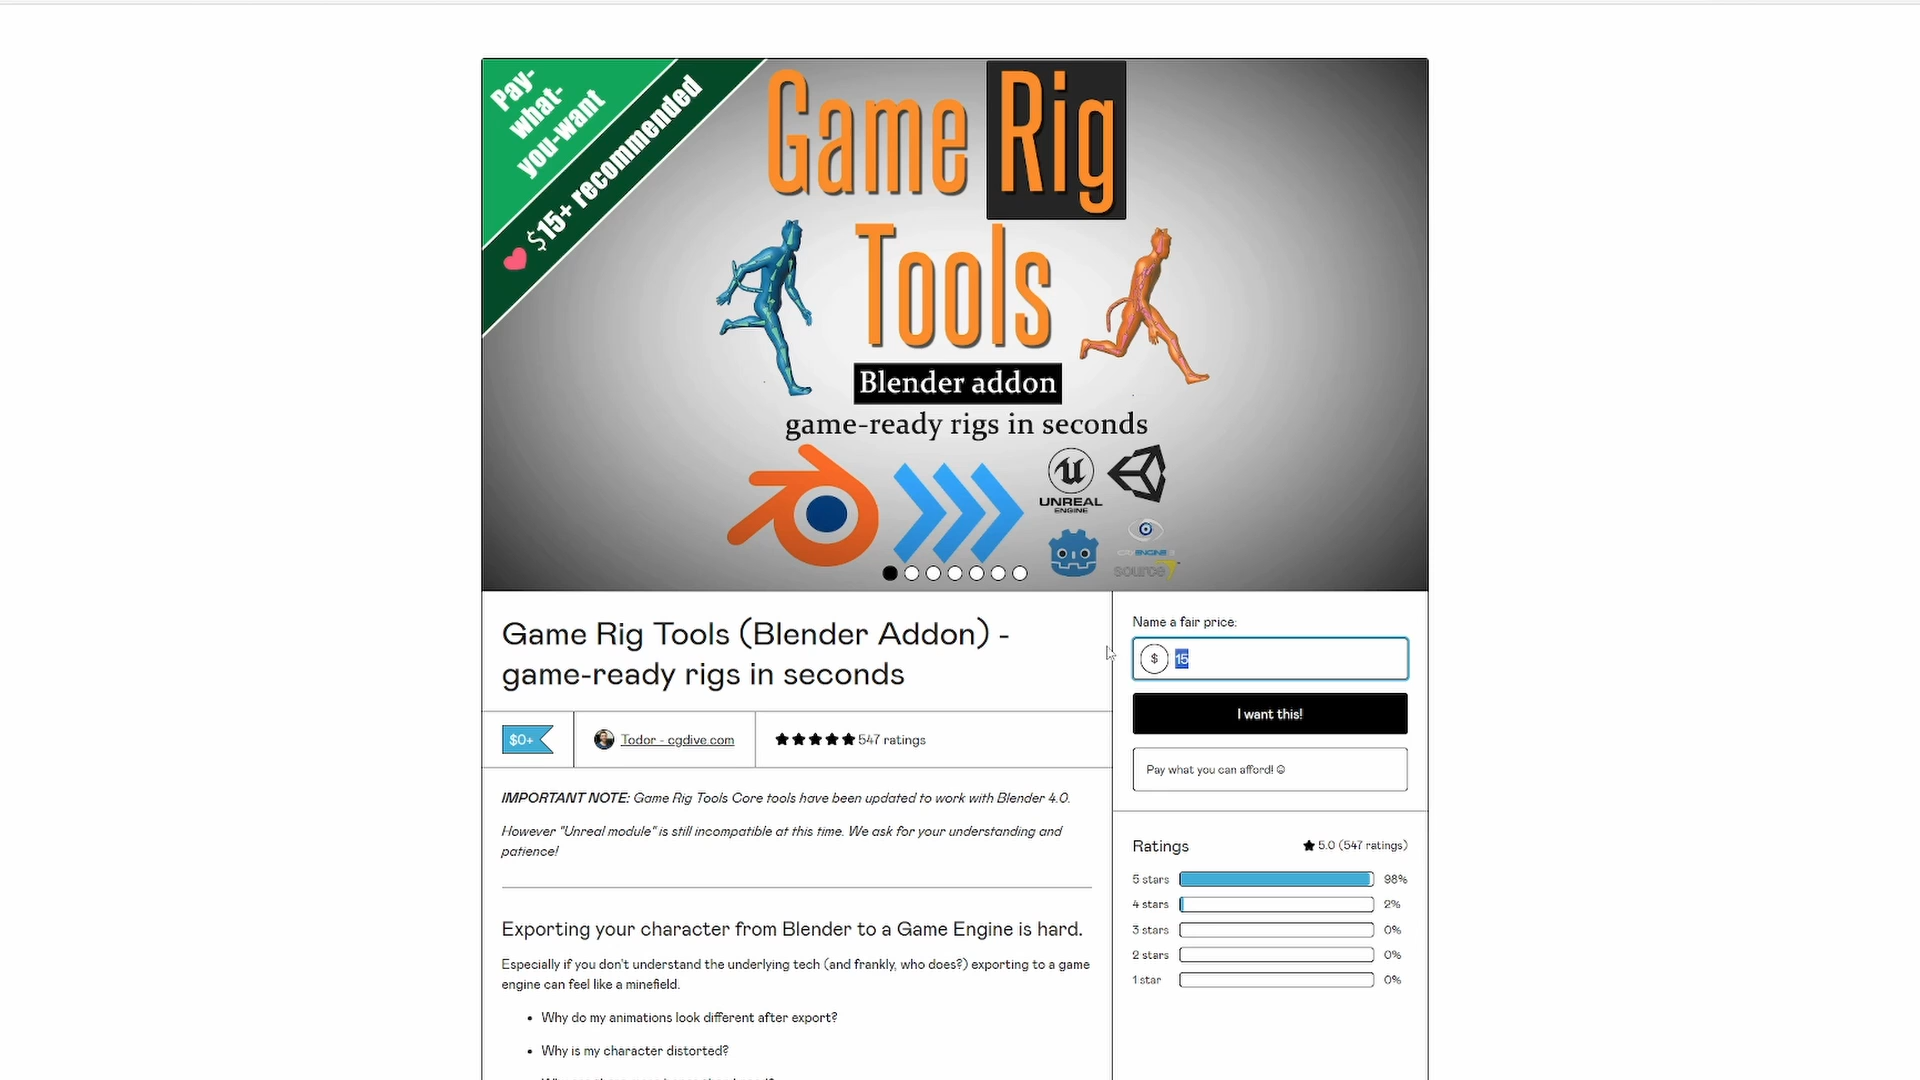 Pay-
what-
you-want
$15+ recommended
Game Rig
Tools
Blender addon
game-ready rigs in seconds
UNREAL
ENGINE
source
Game Rig Tools (Blender Addon) -
game-ready rigs in seconds
$0+
Todor - cgdive.com
547 ratings
IMPORTANT NOTE: Game Rig Tools Core tools have been updated to work with Blender 4.0.
However "Unreal module" is still incompatible at this time. We ask for your understanding and
patience!
Exporting your character from Blender to a Game Engine is hard.
Especially if you don't understand the underlying tech (and frankly, who does?) exporting to a game
engine can feel like a minefield.
• Why do my animations look different after export?
• Why is my character distorted?
Name a fair price:
$ 15
I want this!
Pay what you can afford! ☺
Ratings
★ 5.0 (547 ratings)
5 stars 98%
4 stars 2%
3 stars 0%
2 stars 0%
1 star 0%